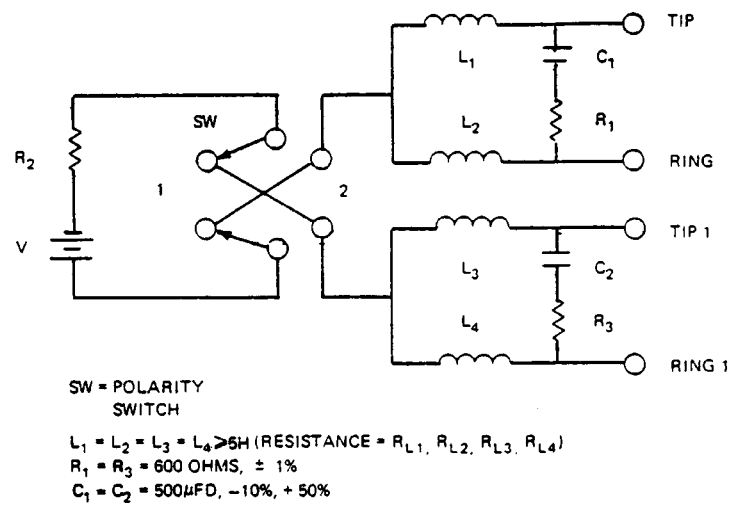 TIP
L1 C1
SW
L2 R1
R2
RING
1 2
V
TIP 1
L3 C2
L4 R3
RING 1
SW = POLARITY
SWITCH
L1 = L2 = L3 = L4 ≥5H (RESISTANCE = RL1, RL2, RL3, RL4)
R1 = R3 = 600 OHMS, ± 1%
C1 = C2 = 500µFD, –10%, + 50%